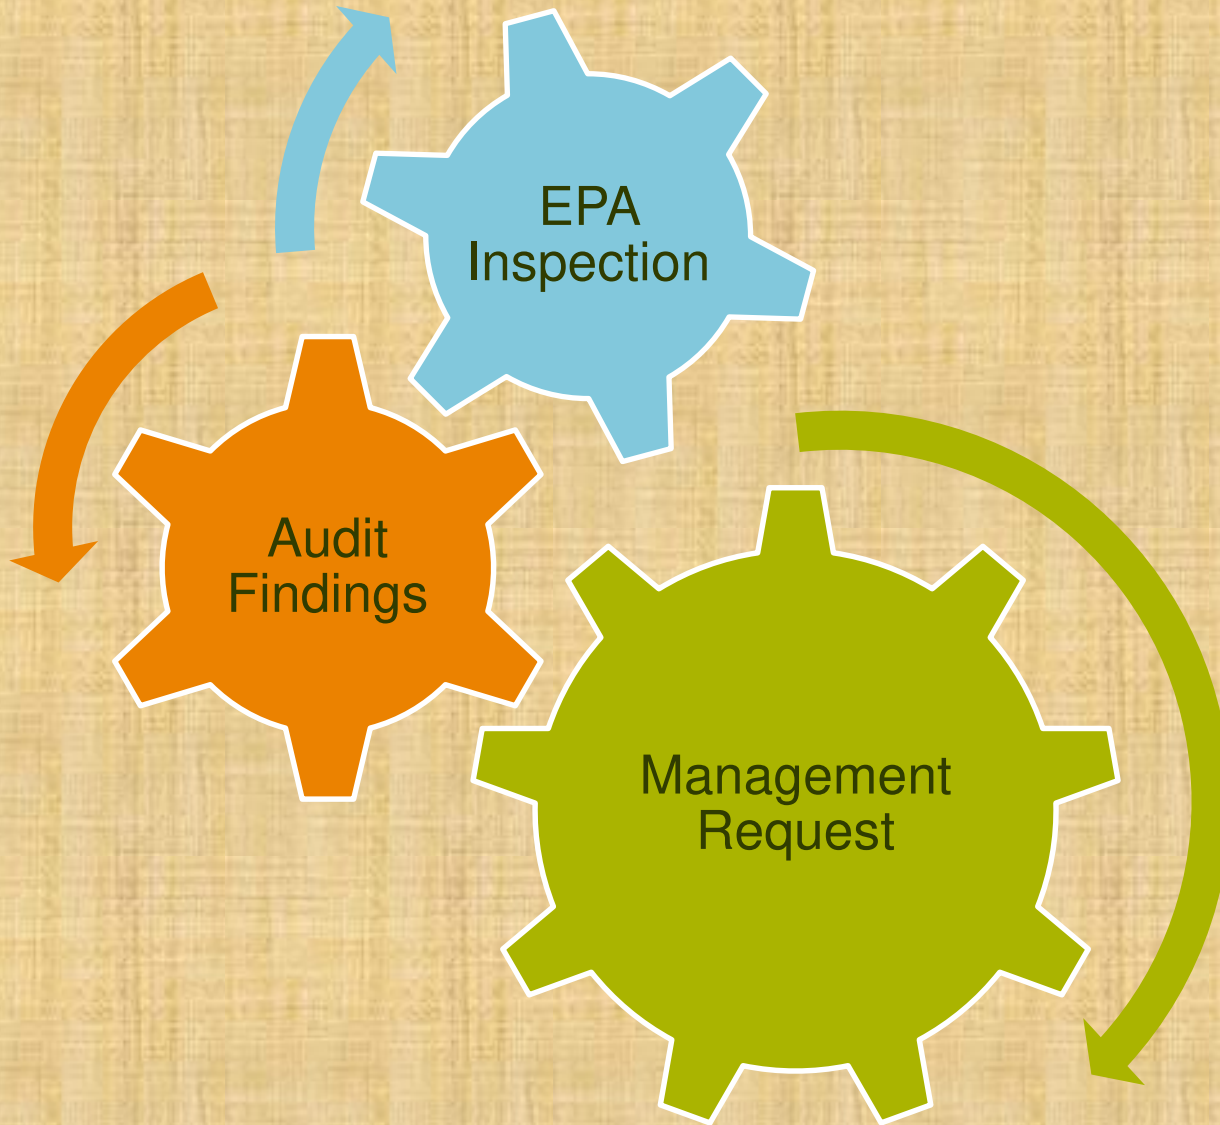 EPA
Inspection
Audit
Findings
Management
Request